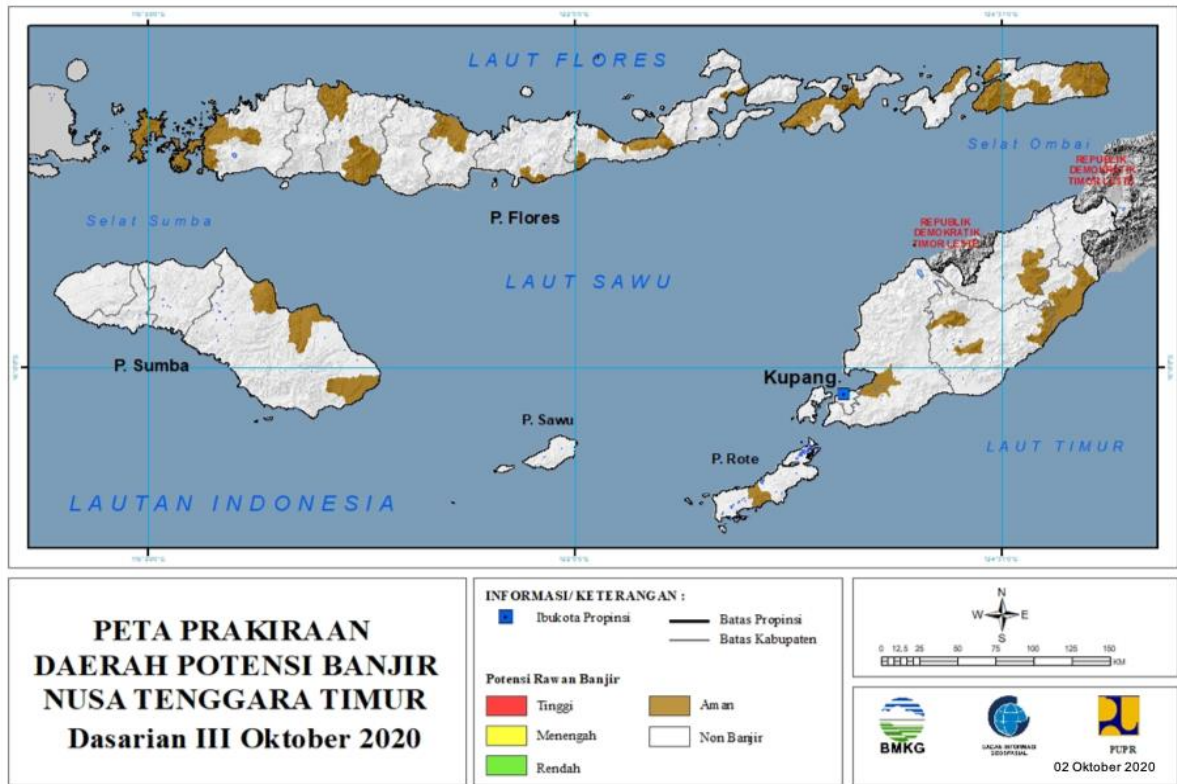 LAUT FLORES
Selat Ombai
REPUBLIK
DEMOKRATIK
TIMOR LESTE
P. Flores
Selat Sumba
REPUBLIK
DEMOKRATIK
TIMOR LESTE
LAUT SAWU
P. Sumba
Kupang.
P. Sawu
P. Rote
LAUT TIMUR
LAUTAN INDONESIA
PETA PRAKIRAAN
DAERAH POTENSI BANJIR
NUSA TENGGARA TIMUR
Dasarian III Oktober 2020
INFORMASI/ KETERANGAN :
Ibukota Propinsi
Batas Propinsi
Batas Kabupaten
Potensi Rawan Banjir
Tinggi
Aman
Menengah
Non Banjir
Rendah
N
W E
S
0 12,5 25 50 75 100 125 150
KM
BMKG
BADAN INFORMASI
GEOSPASIAL
PUPR
02 Oktober 2020